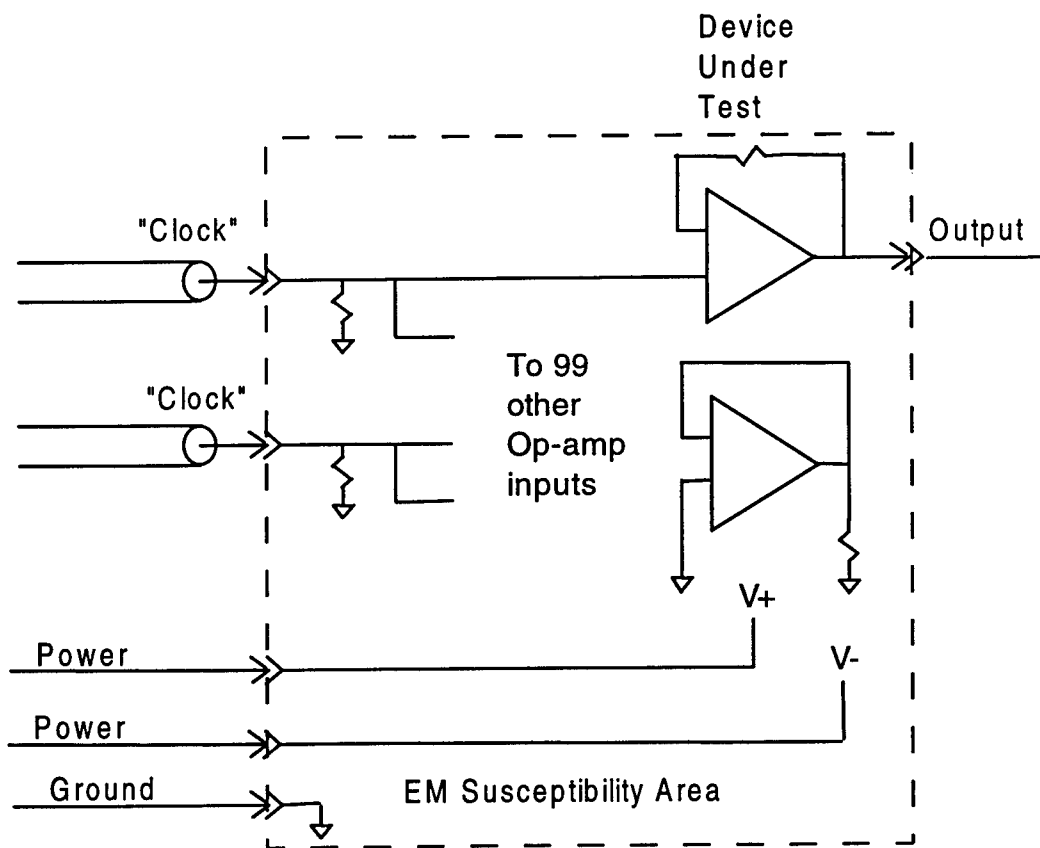 Device
Under
Test
"Clock"
Output
To 99
other
Op-amp
inputs
"Clock"
V+
Power
V-
Power
Ground
EM Susceptibility Area